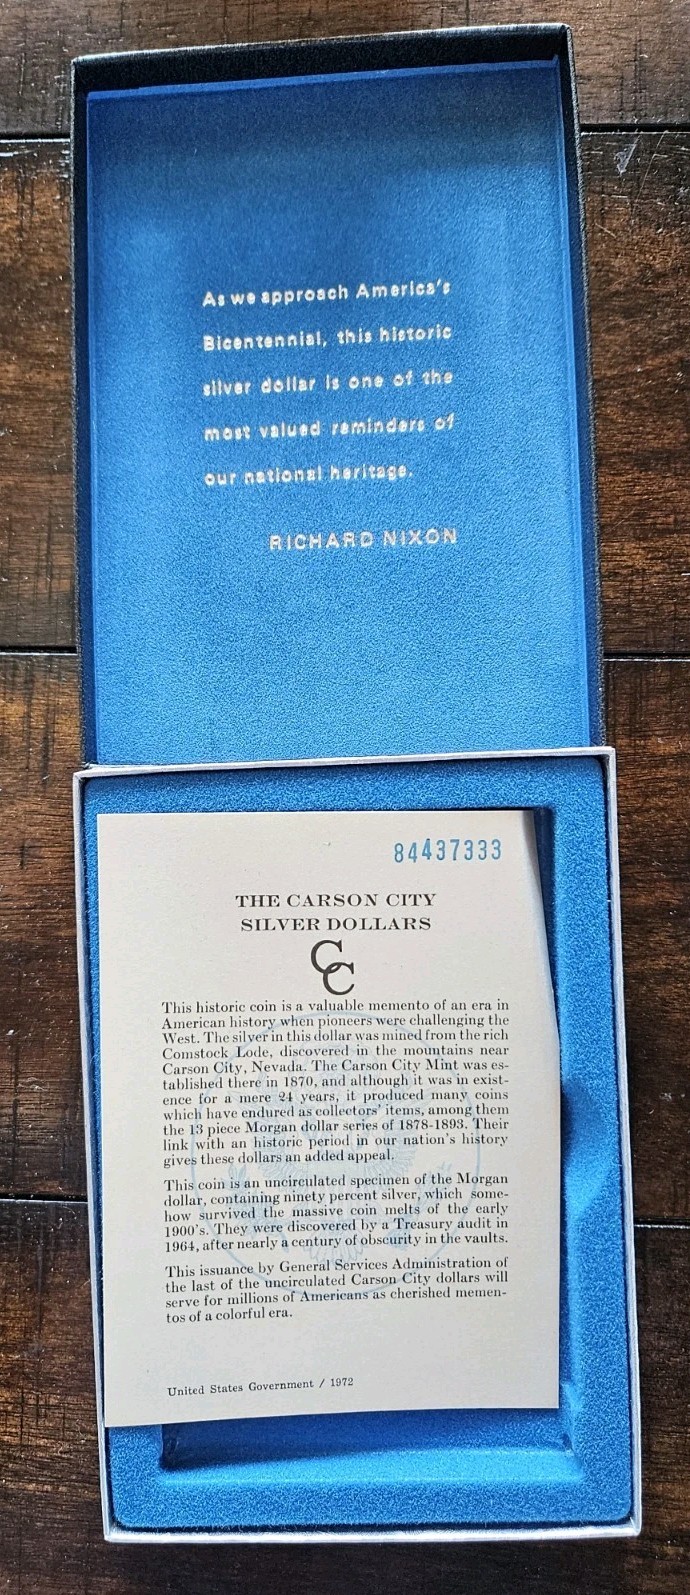 As we approach America's
Bicentennial, this historic
silver dollar is one of the
most valued reminders of
our national heritage.
RICHARD NIXON
84437333
THE CARSON CITY
SILVER DOLLARS
CC
This historic coin is a valuable memento of an era in
American history when pioneers were challenging the
West. The silver in this dollar was mined from the rich
Comstock Lode, discovered in the mountains near
Carson City, Nevada. The Carson City Mint was es-
tablished there in 1870, and although it was in exist-
ence for a mere 24 years, it produced many coins
which have endured as collectors' items, among them
the 13 piece Morgan dollar series of 1878-1893. Their
link with an historic period in our nation's history
gives these dollars an added appeal.
This coin is an uncirculated specimen of the Morgan
dollar, containing ninety percent silver, which some-
how survived the massive coin melts of the early
1900's. They were discovered by a Treasury audit in
1964, after nearly a century of obscurity in the vaults.
This issuance by General Services Administration of
the last of the uncirculated Carson City dollars will
serve for millions of Americans as cherished memen-
tos of a colorful era.
United States Government / 1972